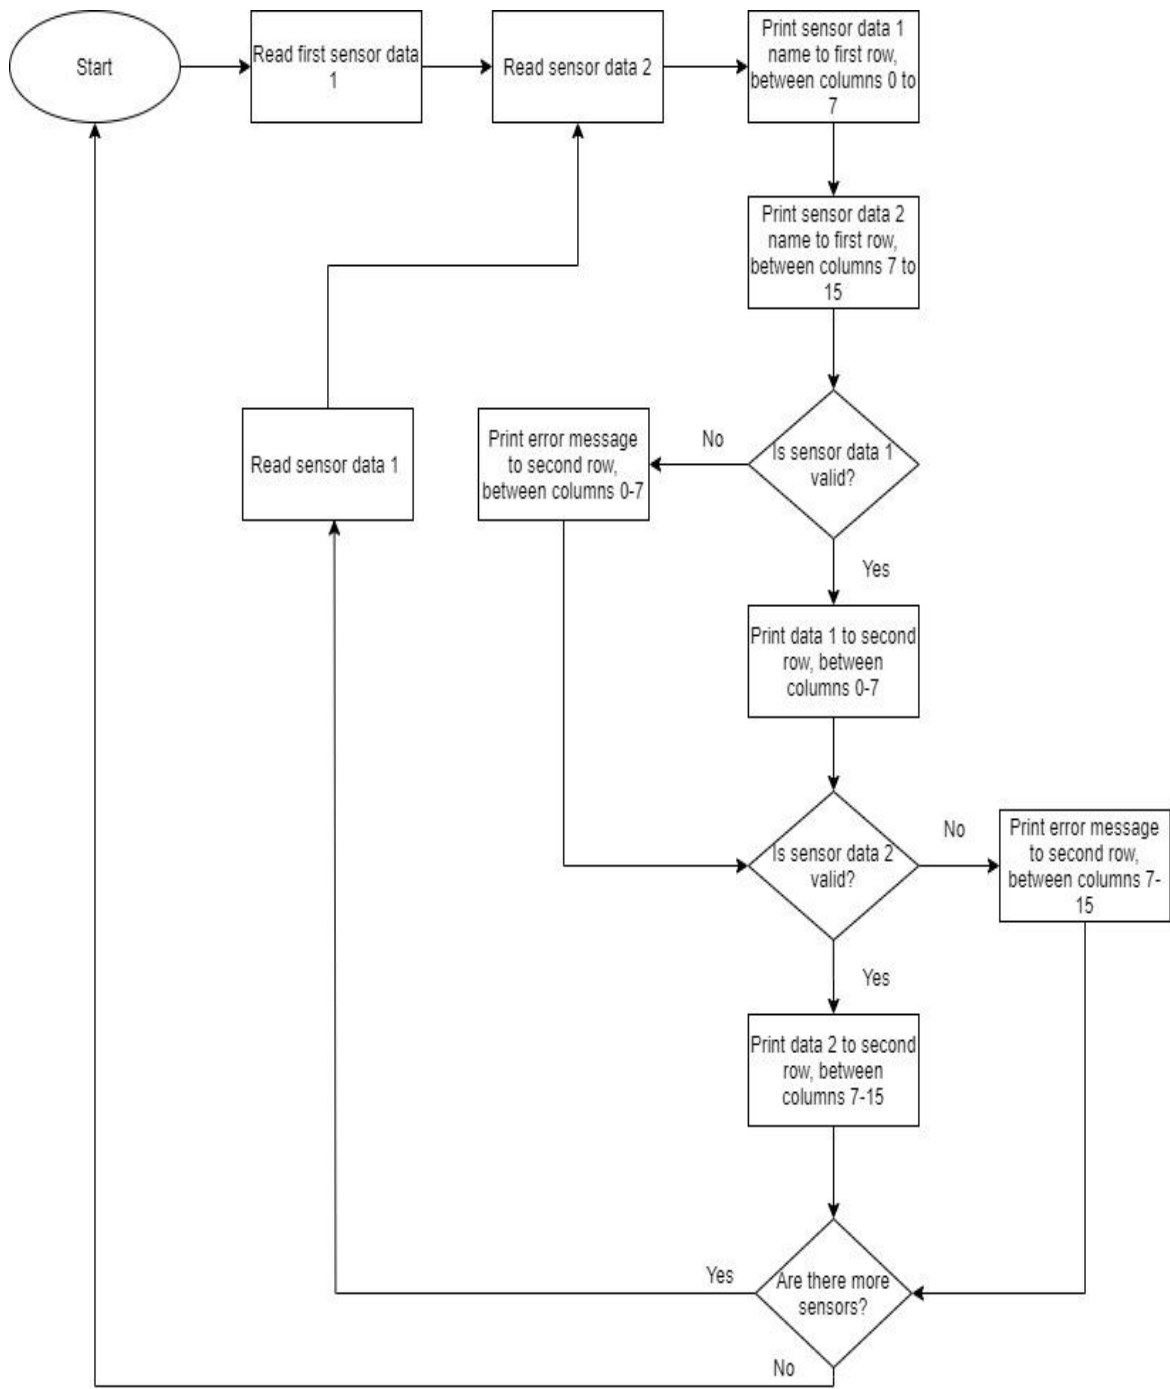 Start
Read first sensor data
1
Read sensor data 2
Print sensor data 1
name to first row,
between columns 0 to
7
Print sensor data 2
name to first row,
between columns 7 to
15
Is sensor data 1
valid?
No
Print error message
to second row,
between columns 0-7
Read sensor data 1
Yes
Print data 1 to second
row, between
columns 0-7
Is sensor data 2
valid?
No
Print error message
to second row,
between columns 7-
15
Yes
Print data 2 to second
row, between
columns 7-15
Are there more
sensors?
Yes
No